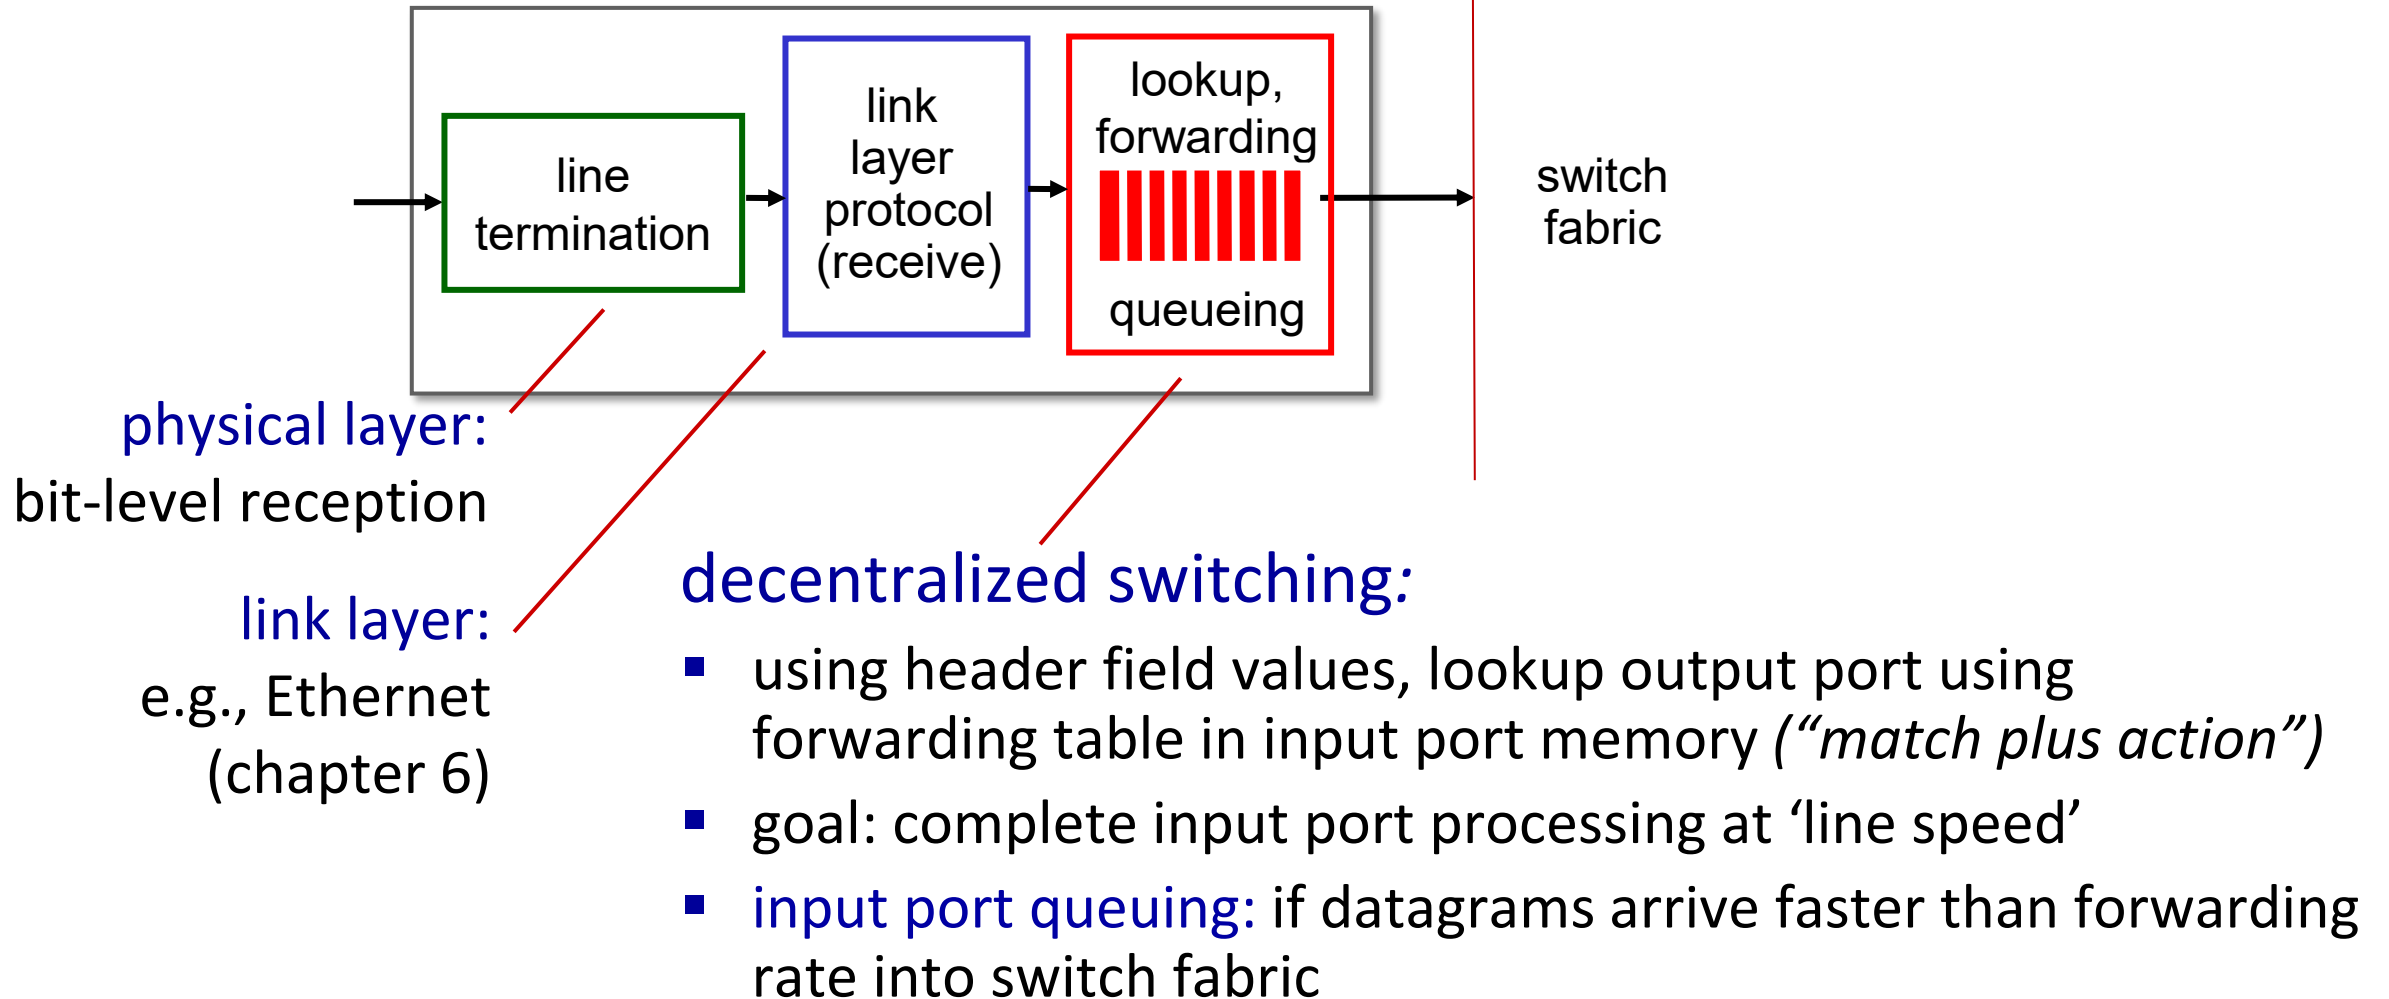 line
termination
link
layer
protocol
(receive)
lookup,
forwarding
queueing
switch
fabric
physical layer:
bit-level reception
link layer:
e.g., Ethernet
(chapter 6)
decentralized switching:
▪ using header field values, lookup output port using
forwarding table in input port memory (“match plus action”)
▪ goal: complete input port processing at ‘line speed’
▪ input port queuing: if datagrams arrive faster than forwarding
rate into switch fabric